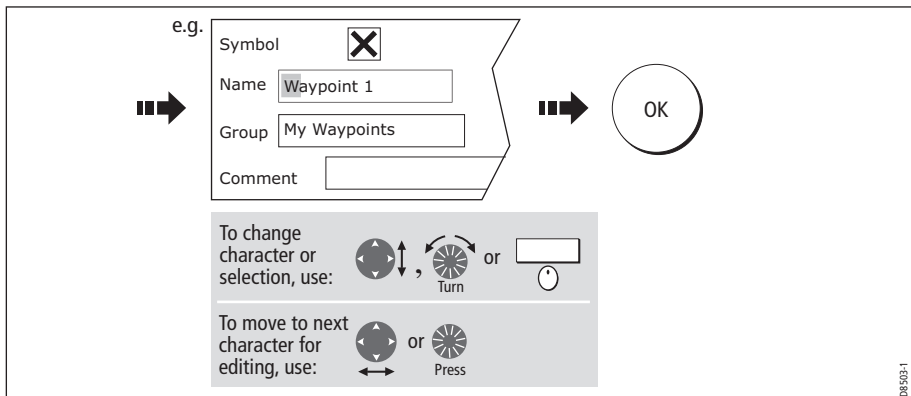 e.g.
Symbol
Name Waypoint 1
Group My Waypoints
Comment
OK
To change
character or
selection, use:
, or
Turn
To move to next
character for
editing, use:
or
Press
D8503-1